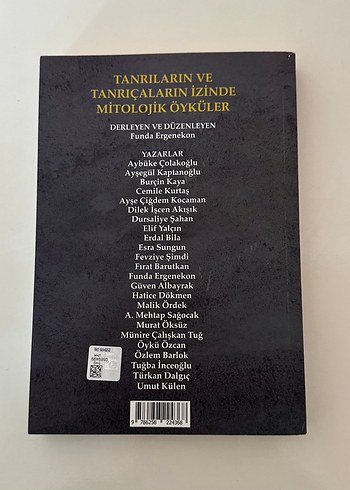 TANRILARIN VE
TANRIÇALARIN İZİNDE
MİTOLOJİK ÖYKÜLER
DERLEYEN VE DÜZENLEYEN
Funda Ergenekon
YAZARLAR
Aybüke Çolakoğlu
Ayşegül Kaptanoğlu
Burçin Kaya
Cemile Kurtaş
Ayşe Çiğdem Kocaman
Dilek İşcen Akışık
Dursaliye Şahan
Elif Yalçın
Erdal Bila
Esra Sungun
Fevziye Şimdi
Fırat Barutkan
Funda Ergenekon
Güven Albayrak
Hatice Dökmen
Malik Ördek
A. Mehtap Sağocak
Murat Öksüz
Münire Çalışkan Tuğ
Öykü Özcan
Özlem Barlok
Tuğba İnceoğlu
Türkan Dalgıç
Umut Külen
9 786258 224368